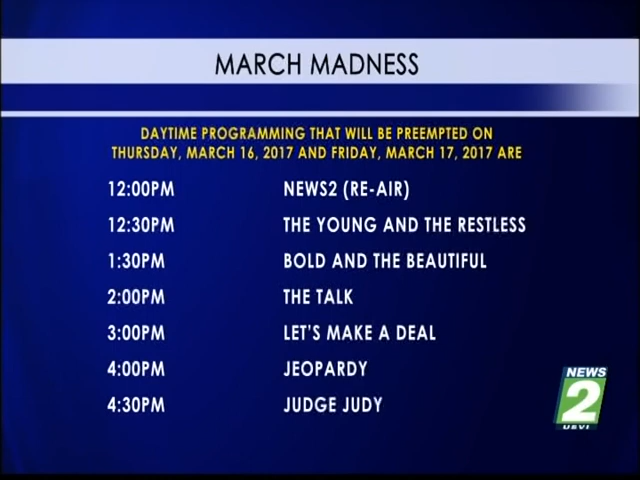 MARCH MADNESS
DAYTIME PROGRAMMING THAT WILL BE PREEMPTED ON
THURSDAY, MARCH 16, 2017 AND FRIDAY, MARCH 17, 2017 ARE
12:00PM NEWS2 (RE-AIR)
12:30PM THE YOUNG AND THE RESTLESS
1:30PM BOLD AND THE BEAUTIFUL
2:00PM THE TALK
3:00PM LET'S MAKE A DEAL
4:00PM JEOPARDY
4:30PM JUDGE JUDY
NEWS
2